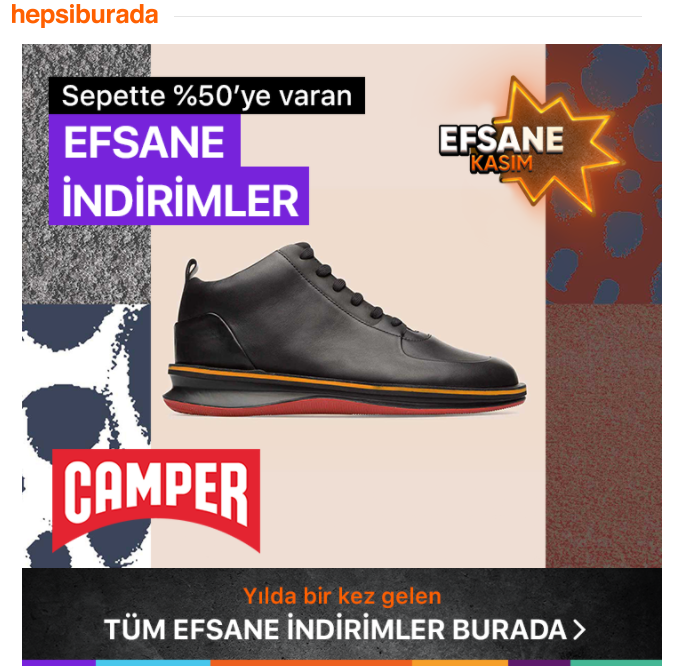 hepsiburada
Sepette %50'ye varan
EFSANE
İNDİRİMLER
EFSANE
KASIM
CAMPER
Yılda bir kez gelen
TÜM EFSANE İNDİRİMLER BURADA >